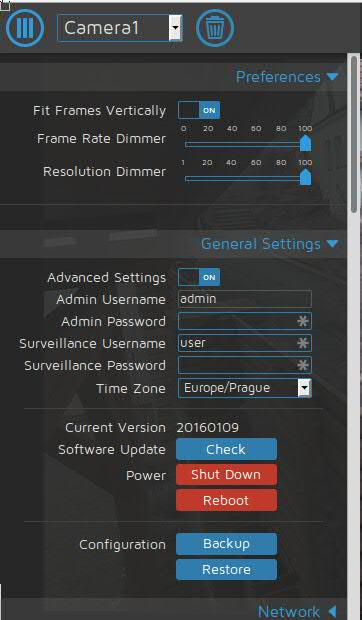 Camera1
Preferences
Fit Frames Vertically ON
0 20 40 60 80 100
Frame Rate Dimmer
1 20 40 60 80 100
Resolution Dimmer
General Settings
Advanced Settings ON
Admin Username admin
Admin Password *
Surveillance Username user *
Surveillance Password *
Time Zone Europe/Prague
Current Version 20160109
Software Update Check
Power Shut Down
Reboot
Configuration Backup
Restore
Network